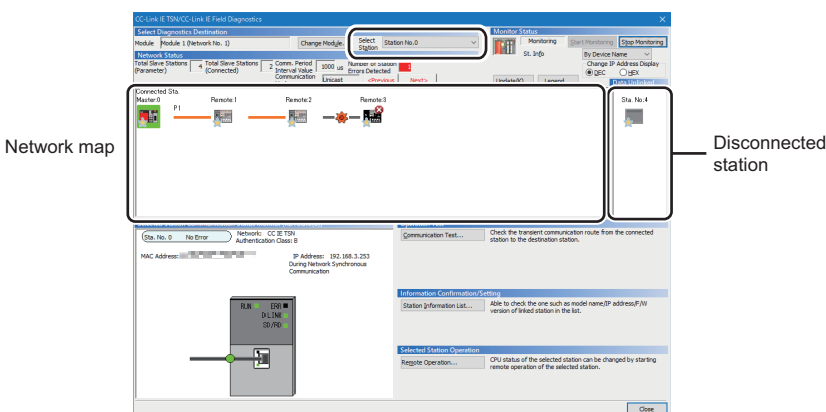 CC-Link IE TSN/CC-Link IE Field Diagnostics
Select Diagnostics Destination
Module Module 1 (Network No. 1)
Change Module...
Select Station
Station No.0
Monitor Status
Monitoring
Start Monitoring
Stop Monitoring
Network Status
Total Slave Stations (Parameter) 4
Total Slave Stations (Connected) 2
Comm. Period Interval Value 1000 us
Number of Station Errors Detected
St. Info
By Device Name
Change IP Address Display
DEC HEX
Communication Unicast
<Previous Next>
Legend
Connected Sta.
Master:0
P1
Remote:1
Remote:2
Remote:3
Sta. No:4
Network map
Disconnected station
Sta. No. 0 No Error
Network: CC IE TSN
Authentication Class: B
MAC Address:
IP Address: 192.168.3.253
During Network Synchronous Communication
RUN ERR
D LINK
SD/RD
Communication Test...
Check the transient communication route from the connected
station to the destination station.
Information Confirmation/Setting
Station Information List...
Able to check the one such as model name/IP address/F/W
version of linked station in the list.
Selected Station Operation
Remote Operation...
CPU status of the selected station can be changed by starting
remote operation of the selected station.
Close